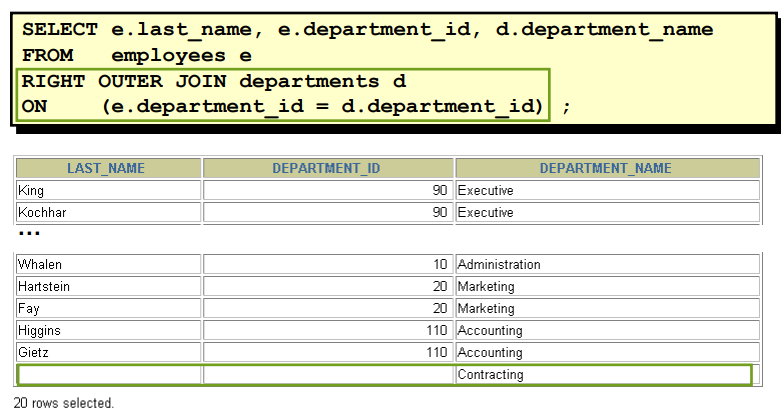 SELECT e.last_name, e.department_id, d.department_name
FROM employees e
RIGHT OUTER JOIN departments d
ON (e.department_id = d.department_id) ;
LAST_NAME DEPARTMENT_ID DEPARTMENT_NAME
King 90 Executive
Kochhar 90 Executive
...
Whalen 10 Administration
Hartstein 20 Marketing
Fay 20 Marketing
Higgins 110 Accounting
Gietz 110 Accounting
Contracting
20 rows selected.